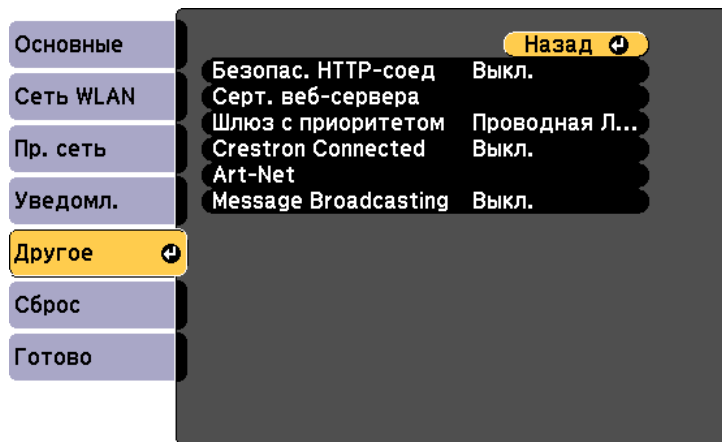 Основные
Сеть WLAN
Пр. сеть
Уведомл.
Другое
Сброс
Готово
Назад
Безопас. HTTP-соед Выкл.
Серт. веб-сервера
Шлюз с приоритетом Проводная Л...
Crestron Connected Выкл.
Art-Net
Message Broadcasting Выкл.